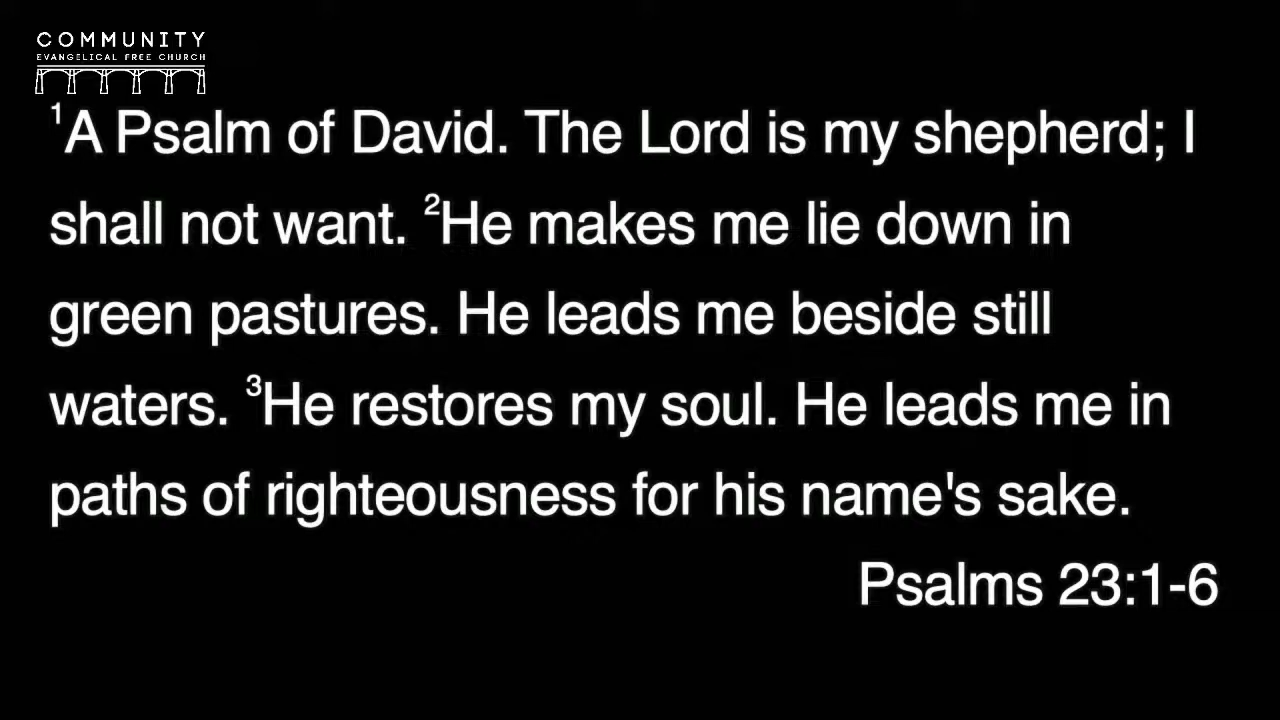 COMMUNITY
EVANGELICAL FREE CHURCH
¹A Psalm of David. The Lord is my shepherd; I
shall not want. ²He makes me lie down in
green pastures. He leads me beside still
waters. ³He restores my soul. He leads me in
paths of righteousness for his name's sake.
Psalms 23:1-6